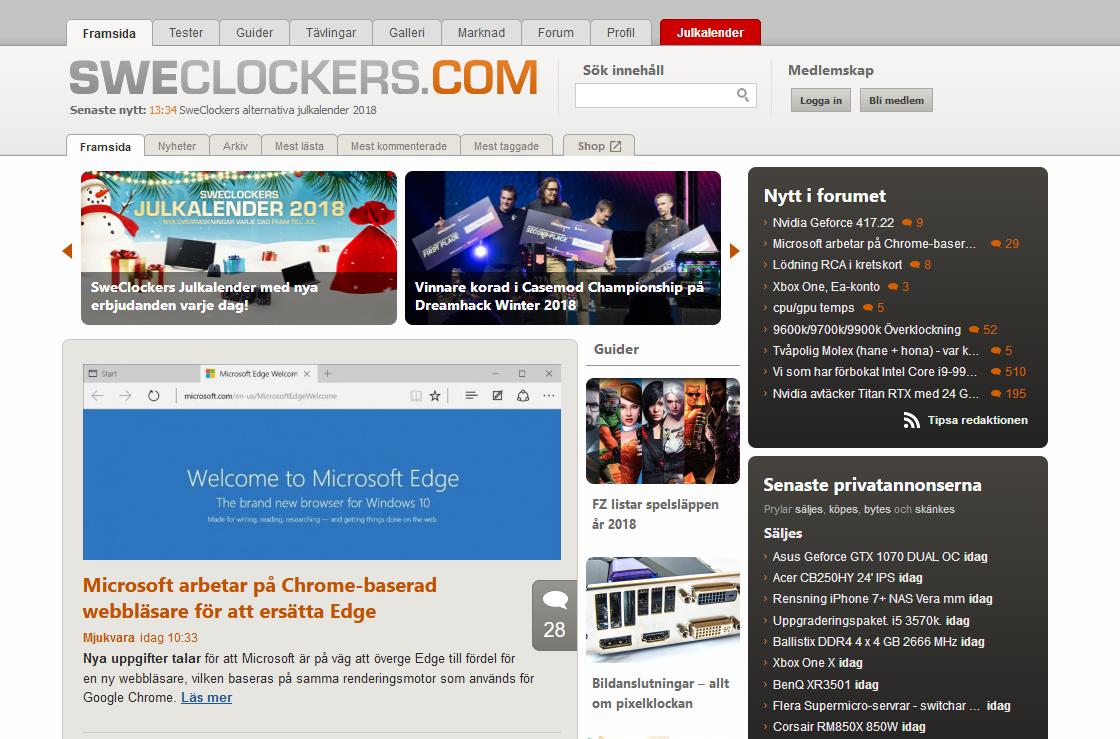 Framsida Tester Guider Tävlingar Galleri Marknad Forum Profil Julkalender
SWECLOCKERS.COM
Senaste nytt: 13:34 SweClockers alternativa julkalender 2018
Sök innehåll
Medlemskap
Logga in Bli medlem
Framsida Nyheter Arkiv Mest lästa Mest kommenterade Mest taggade Shop
SWECLOCKERS
JULKALENDER 2018
NYA ÖVERRASKNINGAR VARJE DAG FRAM TILL JUL
SweClockers Julkalender med nya
erbjudanden varje dag!
FIRST PLACE
SECOND PLACE
THIRD PLACE
Vinnare korad i Casemod Championship på
Dreamhack Winter 2018
Start
Microsoft Edge Welcom
microsoft.com/en-us/MicrosoftEdgeWelcome
Welcome to Microsoft Edge
The brand new browser for Windows 10
Made for writing, reading, researching — and getting things done on the web.
Microsoft arbetar på Chrome-baserad
webbläsare för att ersätta Edge
28
Mjukvara idag 10:33
Nya uppgifter talar för att Microsoft är på väg att överge Edge till fördel för
en ny webbläsare, vilken baseras på samma renderingsmotor som används för
Google Chrome. Läs mer
Guider
FZ listar spelsläppen
år 2018
Bildanslutningar – allt
om pixelklockan
Nytt i forumet
Nvidia Geforce 417.22 9
Microsoft arbetar på Chrome-baser... 29
Lödning RCA i kretskort 8
Xbox One, Ea-konto 3
cpu/gpu temps 5
9600k/9700k/9900k Överklockning 52
Tvåpolig Molex (hane + hona) - var k... 5
Vi som har förbokat Intel Core i9-99... 510
Nvidia avtäcker Titan RTX med 24 G... 195
Tipsa redaktionen
Senaste privatannonserna
Prylar säljes, köpes, bytes och skänkes
Säljes
Asus Geforce GTX 1070 DUAL OC idag
Acer CB250HY 24' IPS idag
Rensning iPhone 7+ NAS Vera mm idag
Uppgraderingspaket. i5 3570k. idag
Ballistix DDR4 4 x 4 GB 2666 MHz idag
Xbox One X idag
BenQ XR3501 idag
Flera Supermicro-servrar - switchar ... idag
Corsair RM850X 850W idag